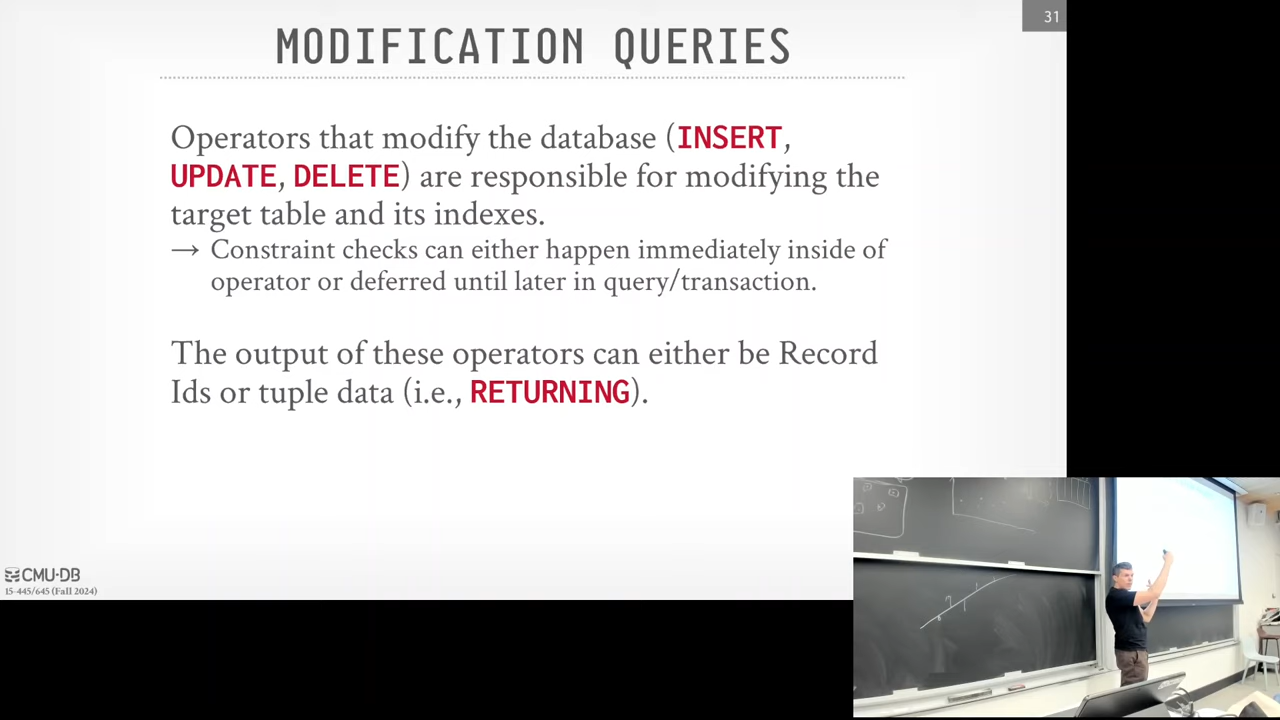 31
MODIFICATION QUERIES
Operators that modify the database (INSERT,
UPDATE, DELETE) are responsible for modifying the
target table and its indexes.
→ Constraint checks can either happen immediately inside of
operator or deferred until later in query/transaction.
The output of these operators can either be Record
Ids or tuple data (i.e., RETURNING).
CMU·DB
15-445/645 (Fall 2024)